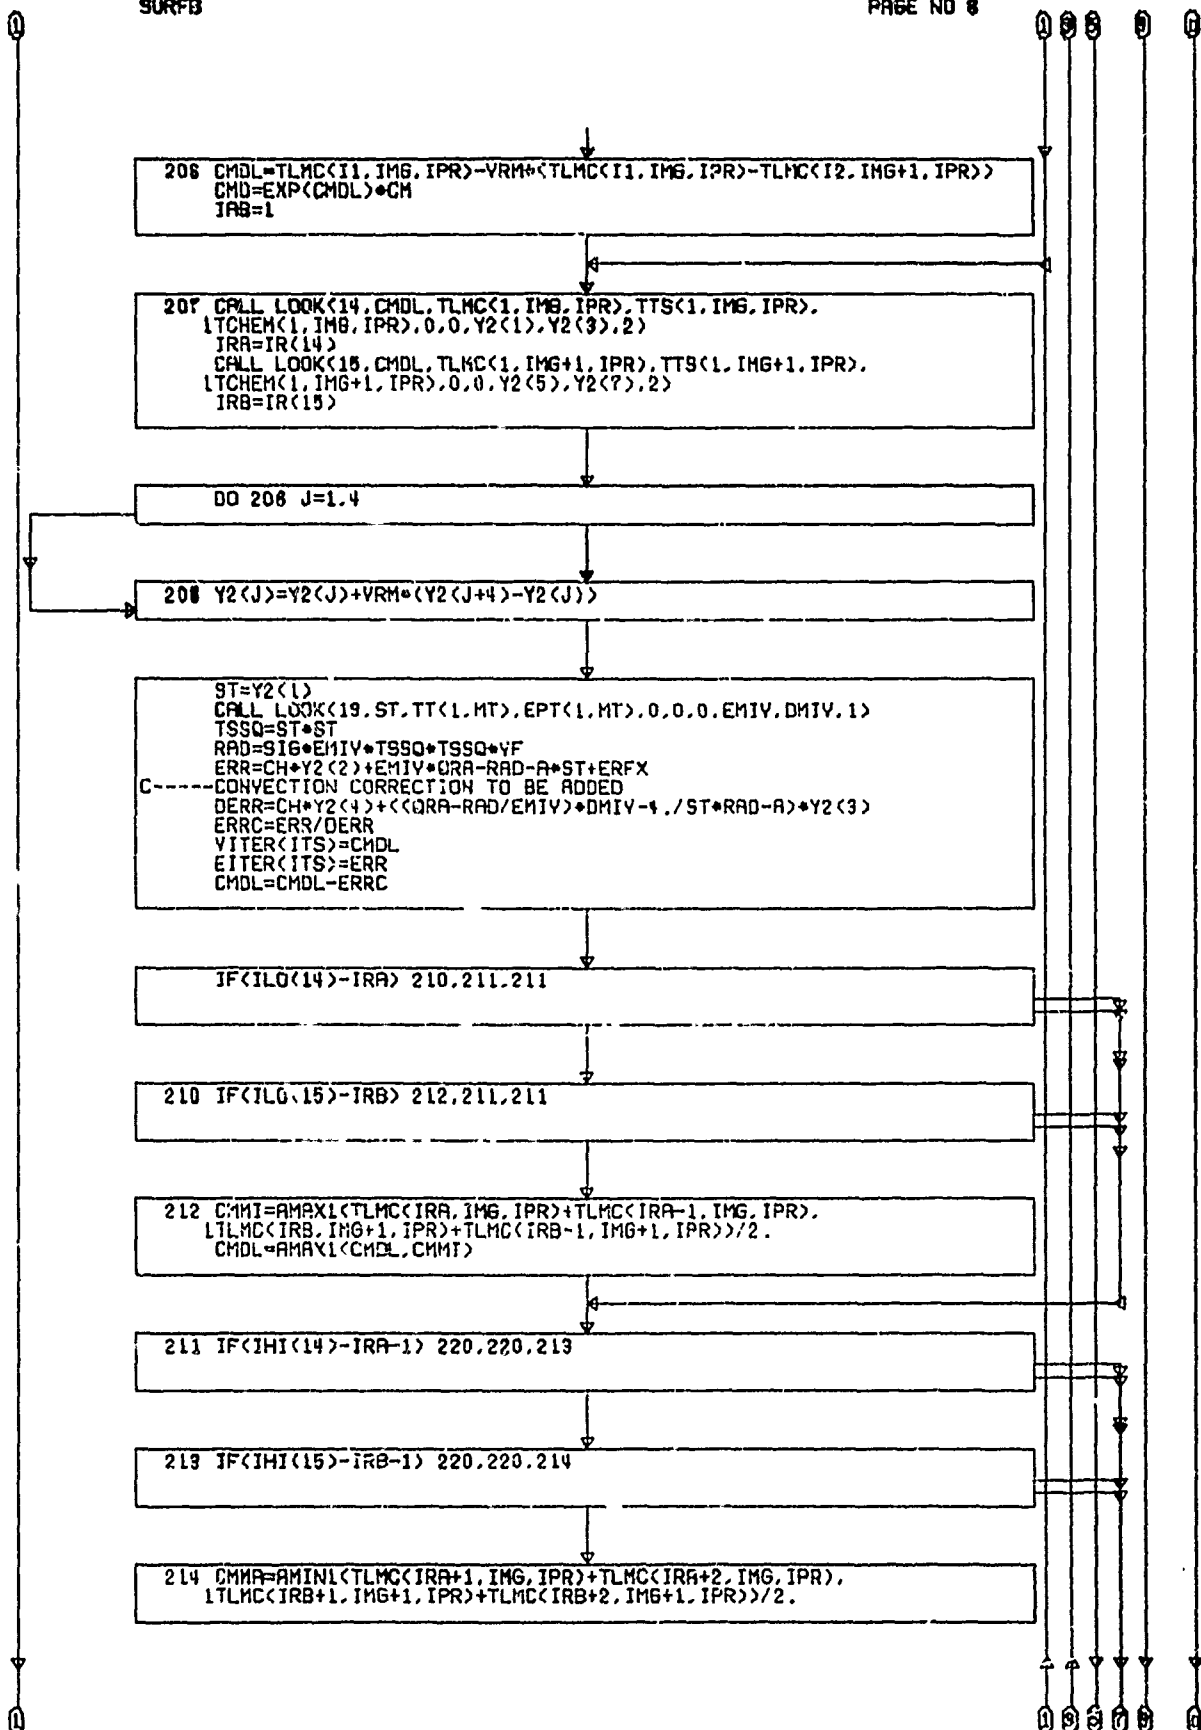 SURFB
PAGE NO 8
206 CMDL=TLMC(I1,IMG,IPR)-VRM*(TLMC(I1,IMG,IPR)-TLMC(I2,IMG+1,IPR))
CMD=EXP(CMDL)*CM
IAB=1
207 CALL LOOK(14,CMDL,TLMC(1,IMG,IPR),TTS(1,IMG,IPR),
1TCHEM(1,IMG,IPR),0,0,Y2(1),Y2(3),2)
IRA=IR(14)
CALL LOOK(15,CMDL,TLMC(1,IMG+1,IPR),TTS(1,IMG+1,IPR),
1TCHEM(1,IMG+1,IPR),0,0,Y2(5),Y2(7),2)
IRB=IR(15)
DO 208 J=1,4
208 Y2(J)=Y2(J)+VRM*(Y2(J+4)-Y2(J))
ST=Y2(1)
CALL LOOK(19,ST,TT(1,MT),EPT(1,MT),0,0,0,EMIV,DMIV,1)
TSSQ=ST*ST
RAD=SIG*EMIV*TSSQ*TSSQ*VF
ERR=CH*Y2(2)+EMIV*QRA-RAD-A*ST+ERFX
C-----CONVECTION CORRECTION TO BE ADDED
DERR=CH*Y2(4)+((QRA-RAD/EMIV)*DMIV-4./ST*RAD-A)*Y2(3)
ERRC=ERR/DERR
VITER(ITS)=CMDL
EITER(ITS)=ERR
CMDL=CMDL-ERRC
IF(ILO(14)-IRA) 210,211,211
210 IF(ILO(15)-IRB) 212,211,211
212 CMMI=AMAX1(TLMC(IRA,IMG,IPR)+TLMC(IRA-1,IMG,IPR),
1TLMC(IRB,IMG+1,IPR)+TLMC(IRB-1,IMG+1,IPR))/2.
CMDL=AMAX1(CMDL,CMMI)
211 IF(IHI(14)-IRA-1) 220,220,213
213 IF(IHI(15)-IRB-1) 220,220,214
214 CMMA=AMIN1(TLMC(IRA+1,IMG,IPR)+TLMC(IRA+2,IMG,IPR),
1TLMC(IRB+1,IMG+1,IPR)+TLMC(IRB+2,IMG+1,IPR))/2.